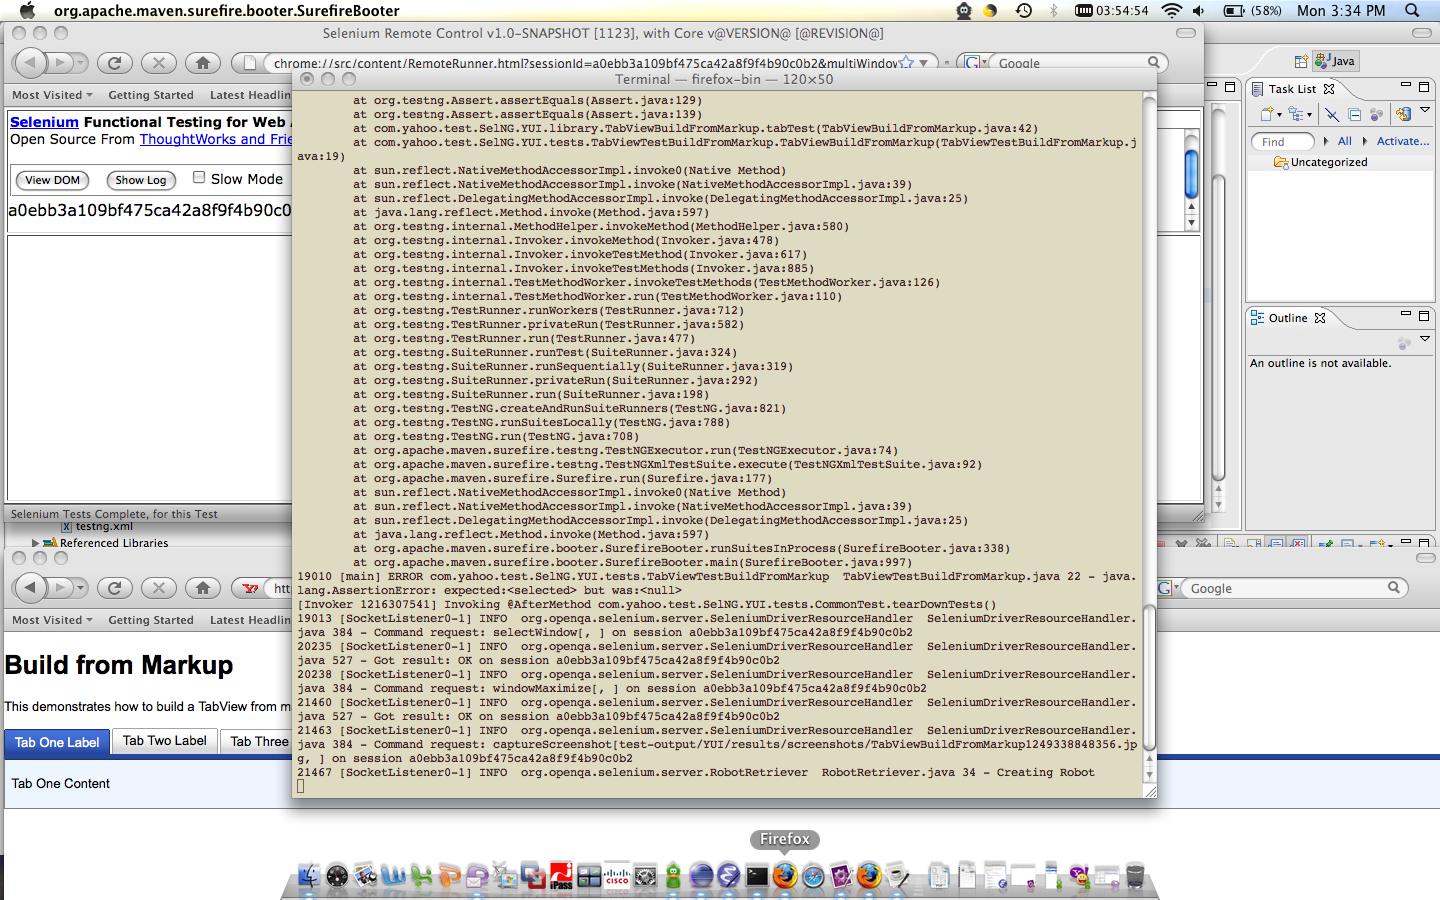 org.apache.maven.surefire.booter.SurefireBooter
03:54:54
(58%)
Mon 3:34 PM
Selenium Remote Control v1.0-SNAPSHOT [1123], with Core v@VERSION@ [@REVISION@]
chrome://src/content/RemoteRunner.html?sessionId=a0ebb3a109bf475ca42a8f9f4b90c0b2&multiWindow
Google
Most Visited
Getting Started
Latest Headlin
Selenium Functional Testing for Web A
Open Source From ThoughtWorks and Frie
View DOM
Show Log
Slow Mode
a0ebb3a109bf475ca42a8f9f4b90c0
Selenium Tests Complete, for this Test
testng.xml
Referenced Libraries
Terminal — firefox-bin — 120×50
at org.testng.Assert.assertEquals(Assert.java:129)
at org.testng.Assert.assertEquals(Assert.java:139)
at com.yahoo.test.SelNG.YUI.library.TabViewBuildFromMarkup.tabTest(TabViewBuildFromMarkup.java:42)
at com.yahoo.test.SelNG.YUI.tests.TabViewTestBuildFromMarkup.TabViewBuildFromMarkup(TabViewTestBuildFromMarkup.j
ava:19)
at sun.reflect.NativeMethodAccessorImpl.invoke0(Native Method)
at sun.reflect.NativeMethodAccessorImpl.invoke(NativeMethodAccessorImpl.java:39)
at sun.reflect.DelegatingMethodAccessorImpl.invoke(DelegatingMethodAccessorImpl.java:25)
at java.lang.reflect.Method.invoke(Method.java:597)
at org.testng.internal.MethodHelper.invokeMethod(MethodHelper.java:580)
at org.testng.internal.Invoker.invokeMethod(Invoker.java:478)
at org.testng.internal.Invoker.invokeTestMethod(Invoker.java:617)
at org.testng.internal.Invoker.invokeTestMethods(Invoker.java:885)
at org.testng.internal.TestMethodWorker.invokeTestMethods(TestMethodWorker.java:126)
at org.testng.internal.TestMethodWorker.run(TestMethodWorker.java:110)
at org.testng.TestRunner.runWorkers(TestRunner.java:712)
at org.testng.TestRunner.privateRun(TestRunner.java:582)
at org.testng.TestRunner.run(TestRunner.java:477)
at org.testng.SuiteRunner.runTest(SuiteRunner.java:324)
at org.testng.SuiteRunner.runSequentially(SuiteRunner.java:319)
at org.testng.SuiteRunner.privateRun(SuiteRunner.java:292)
at org.testng.SuiteRunner.run(SuiteRunner.java:198)
at org.testng.TestNG.createAndRunSuiteRunners(TestNG.java:821)
at org.testng.TestNG.runSuitesLocally(TestNG.java:788)
at org.testng.TestNG.run(TestNG.java:708)
at org.apache.maven.surefire.testng.TestNGExecutor.run(TestNGExecutor.java:74)
at org.apache.maven.surefire.testng.TestNGXmlTestSuite.execute(TestNGXmlTestSuite.java:92)
at org.apache.maven.surefire.Surefire.run(Surefire.java:177)
at sun.reflect.NativeMethodAccessorImpl.invoke0(Native Method)
at sun.reflect.NativeMethodAccessorImpl.invoke(NativeMethodAccessorImpl.java:39)
at sun.reflect.DelegatingMethodAccessorImpl.invoke(DelegatingMethodAccessorImpl.java:25)
at java.lang.reflect.Method.invoke(Method.java:597)
at org.apache.maven.surefire.booter.SurefireBooter.runSuitesInProcess(SurefireBooter.java:338)
at org.apache.maven.surefire.booter.SurefireBooter.main(SurefireBooter.java:997)
19010 [main] ERROR com.yahoo.test.SelNG.YUI.tests.TabViewTestBuildFromMarkup  TabViewTestBuildFromMarkup.java 22 - java.
lang.AssertionError: expected:<selected> but was:<null>
[Invoker 1216307541] Invoking @AfterMethod com.yahoo.test.SelNG.YUI.tests.CommonTest.tearDownTests()
19013 [SocketListener0-1] INFO  org.openqa.selenium.server.SeleniumDriverResourceHandler  SeleniumDriverResourceHandler.
java 384 - Command request: selectWindow[, ] on session a0ebb3a109bf475ca42a8f9f4b90c0b2
20235 [SocketListener0-1] INFO  org.openqa.selenium.server.SeleniumDriverResourceHandler  SeleniumDriverResourceHandler.
java 527 - Got result: OK on session a0ebb3a109bf475ca42a8f9f4b90c0b2
20238 [SocketListener0-1] INFO  org.openqa.selenium.server.SeleniumDriverResourceHandler  SeleniumDriverResourceHandler.
java 384 - Command request: windowMaximize[, ] on session a0ebb3a109bf475ca42a8f9f4b90c0b2
21460 [SocketListener0-1] INFO  org.openqa.selenium.server.SeleniumDriverResourceHandler  SeleniumDriverResourceHandler.
java 527 - Got result: OK on session a0ebb3a109bf475ca42a8f9f4b90c0b2
21463 [SocketListener0-1] INFO  org.openqa.selenium.server.SeleniumDriverResourceHandler  SeleniumDriverResourceHandler.
java 384 - Command request: captureScreenshot[test-output/YUI/results/screenshots/TabViewBuildFromMarkup1249338848356.jp
g, ] on session a0ebb3a109bf475ca42a8f9f4b90c0b2
21467 [SocketListener0-1] INFO  org.openqa.selenium.server.RobotRetriever  RobotRetriever.java 34 - Creating Robot
Java
Task List
Find
All
Activate...
Uncategorized
Outline
An outline is not available.
htt
Google
Most Visited
Getting Started
Latest Headlin
Build from Markup
This demonstrates how to build a TabView from m
Tab One Label
Tab Two Label
Tab Three
Tab One Content
Firefox
iPass
CISCO